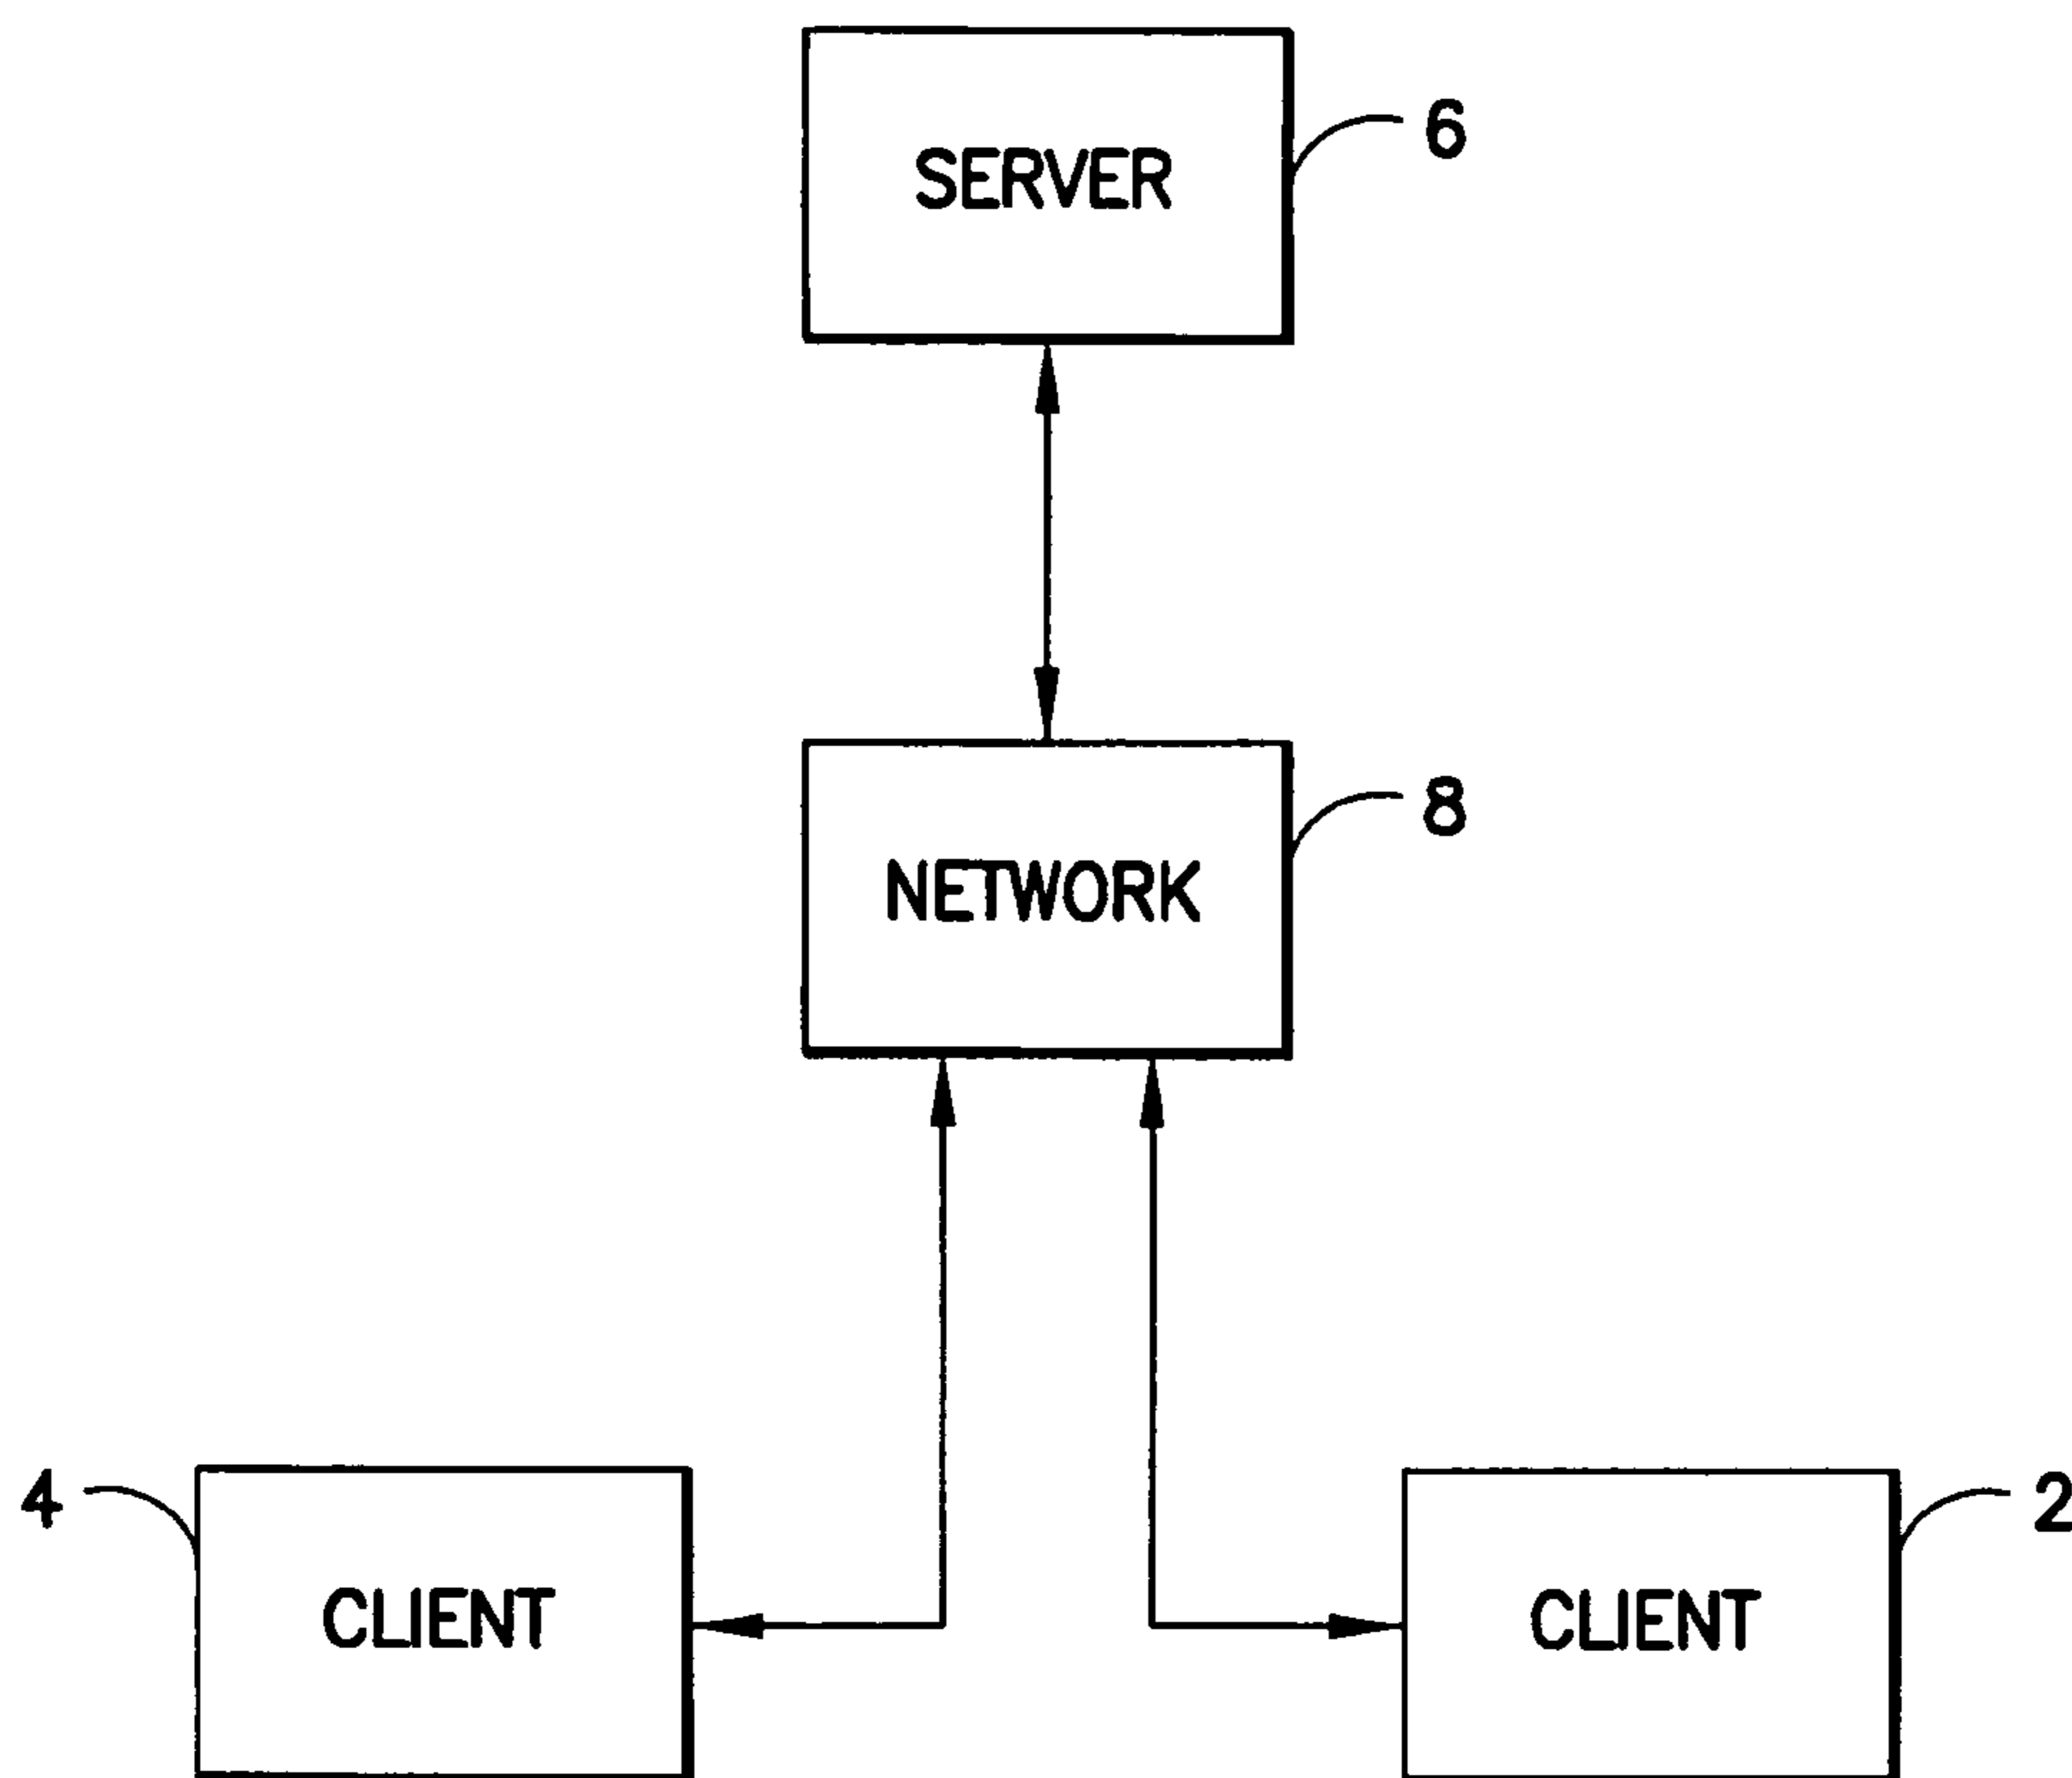 SERVER
6
NETWORK
8
4
CLIENT
CLIENT
2